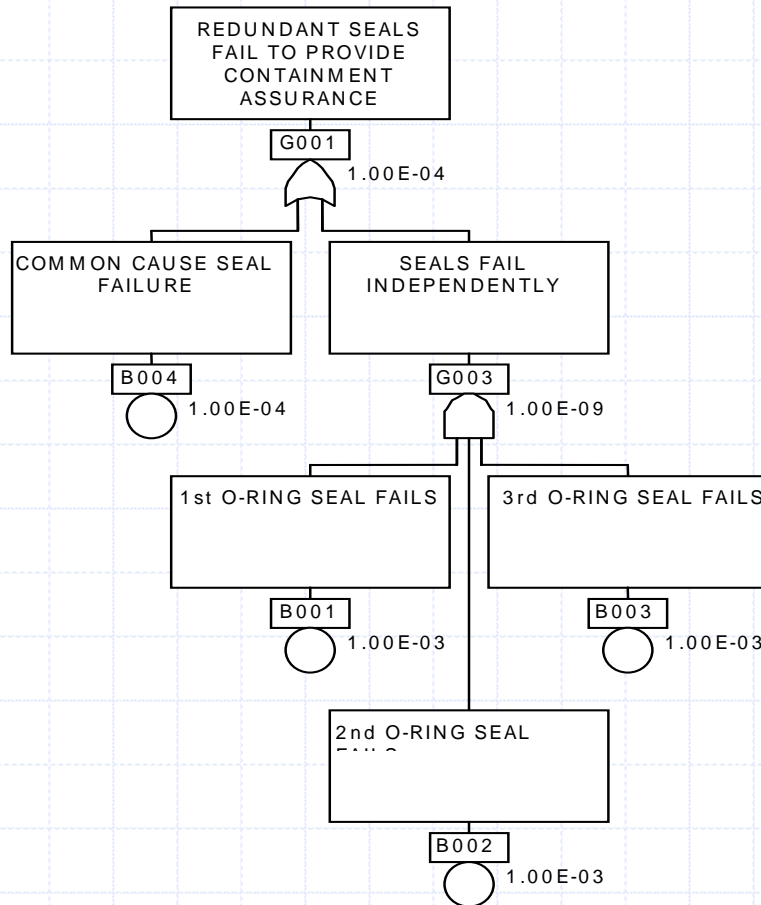 REDUNDANT SEALS
FAIL TO PROVIDE
CONTAINMENT
ASSURANCE
G001
1.00E-04
COMMON CAUSE SEAL
FAILURE
SEALS FAIL
INDEPENDENTLY
B004
1.00E-04
G003
1.00E-09
1st O-RING SEAL FAILS
3rd O-RING SEAL FAILS
B001
1.00E-03
B003
1.00E-03
2nd O-RING SEAL
B002
1.00E-03